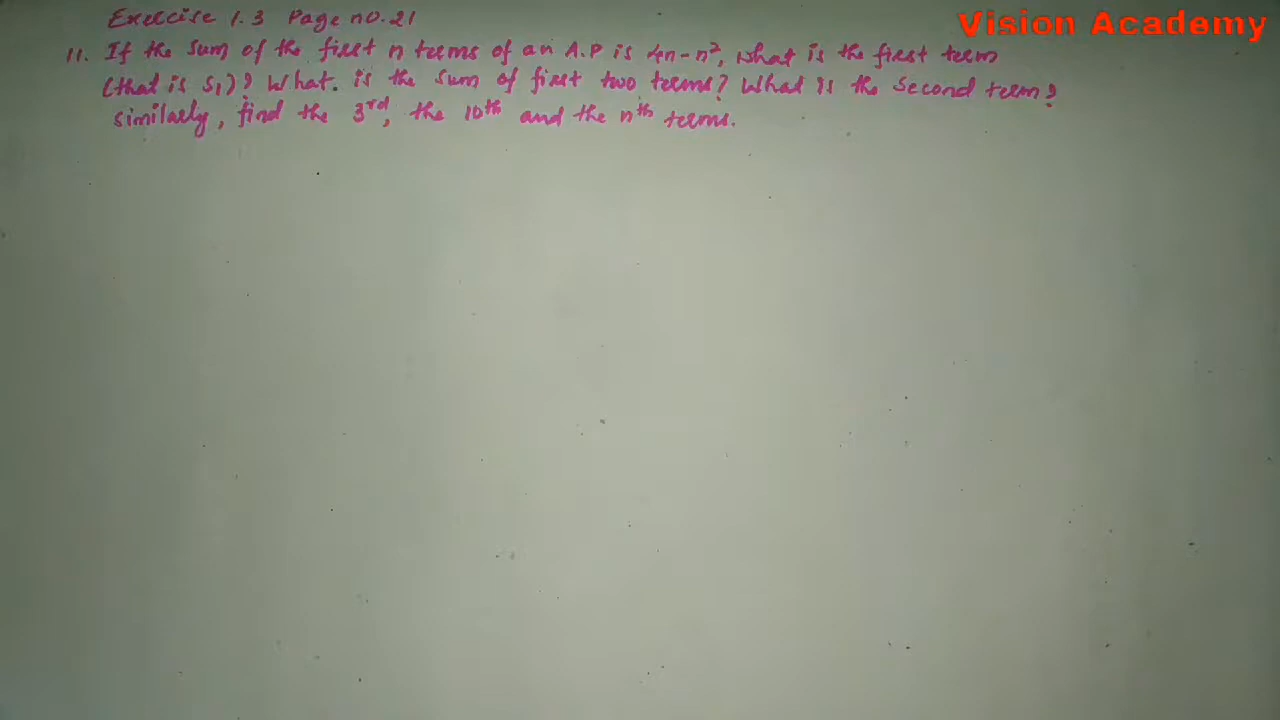 Exercise 1.3 Page no.21
Vision Academy
11. If the sum of the first n terms of an A.P is 4n-n², what is the first term
(that is S₁)? What. is the sum of first two terms? What is the second term?
similarly, find the 3rd, the 10th and the nth terms.